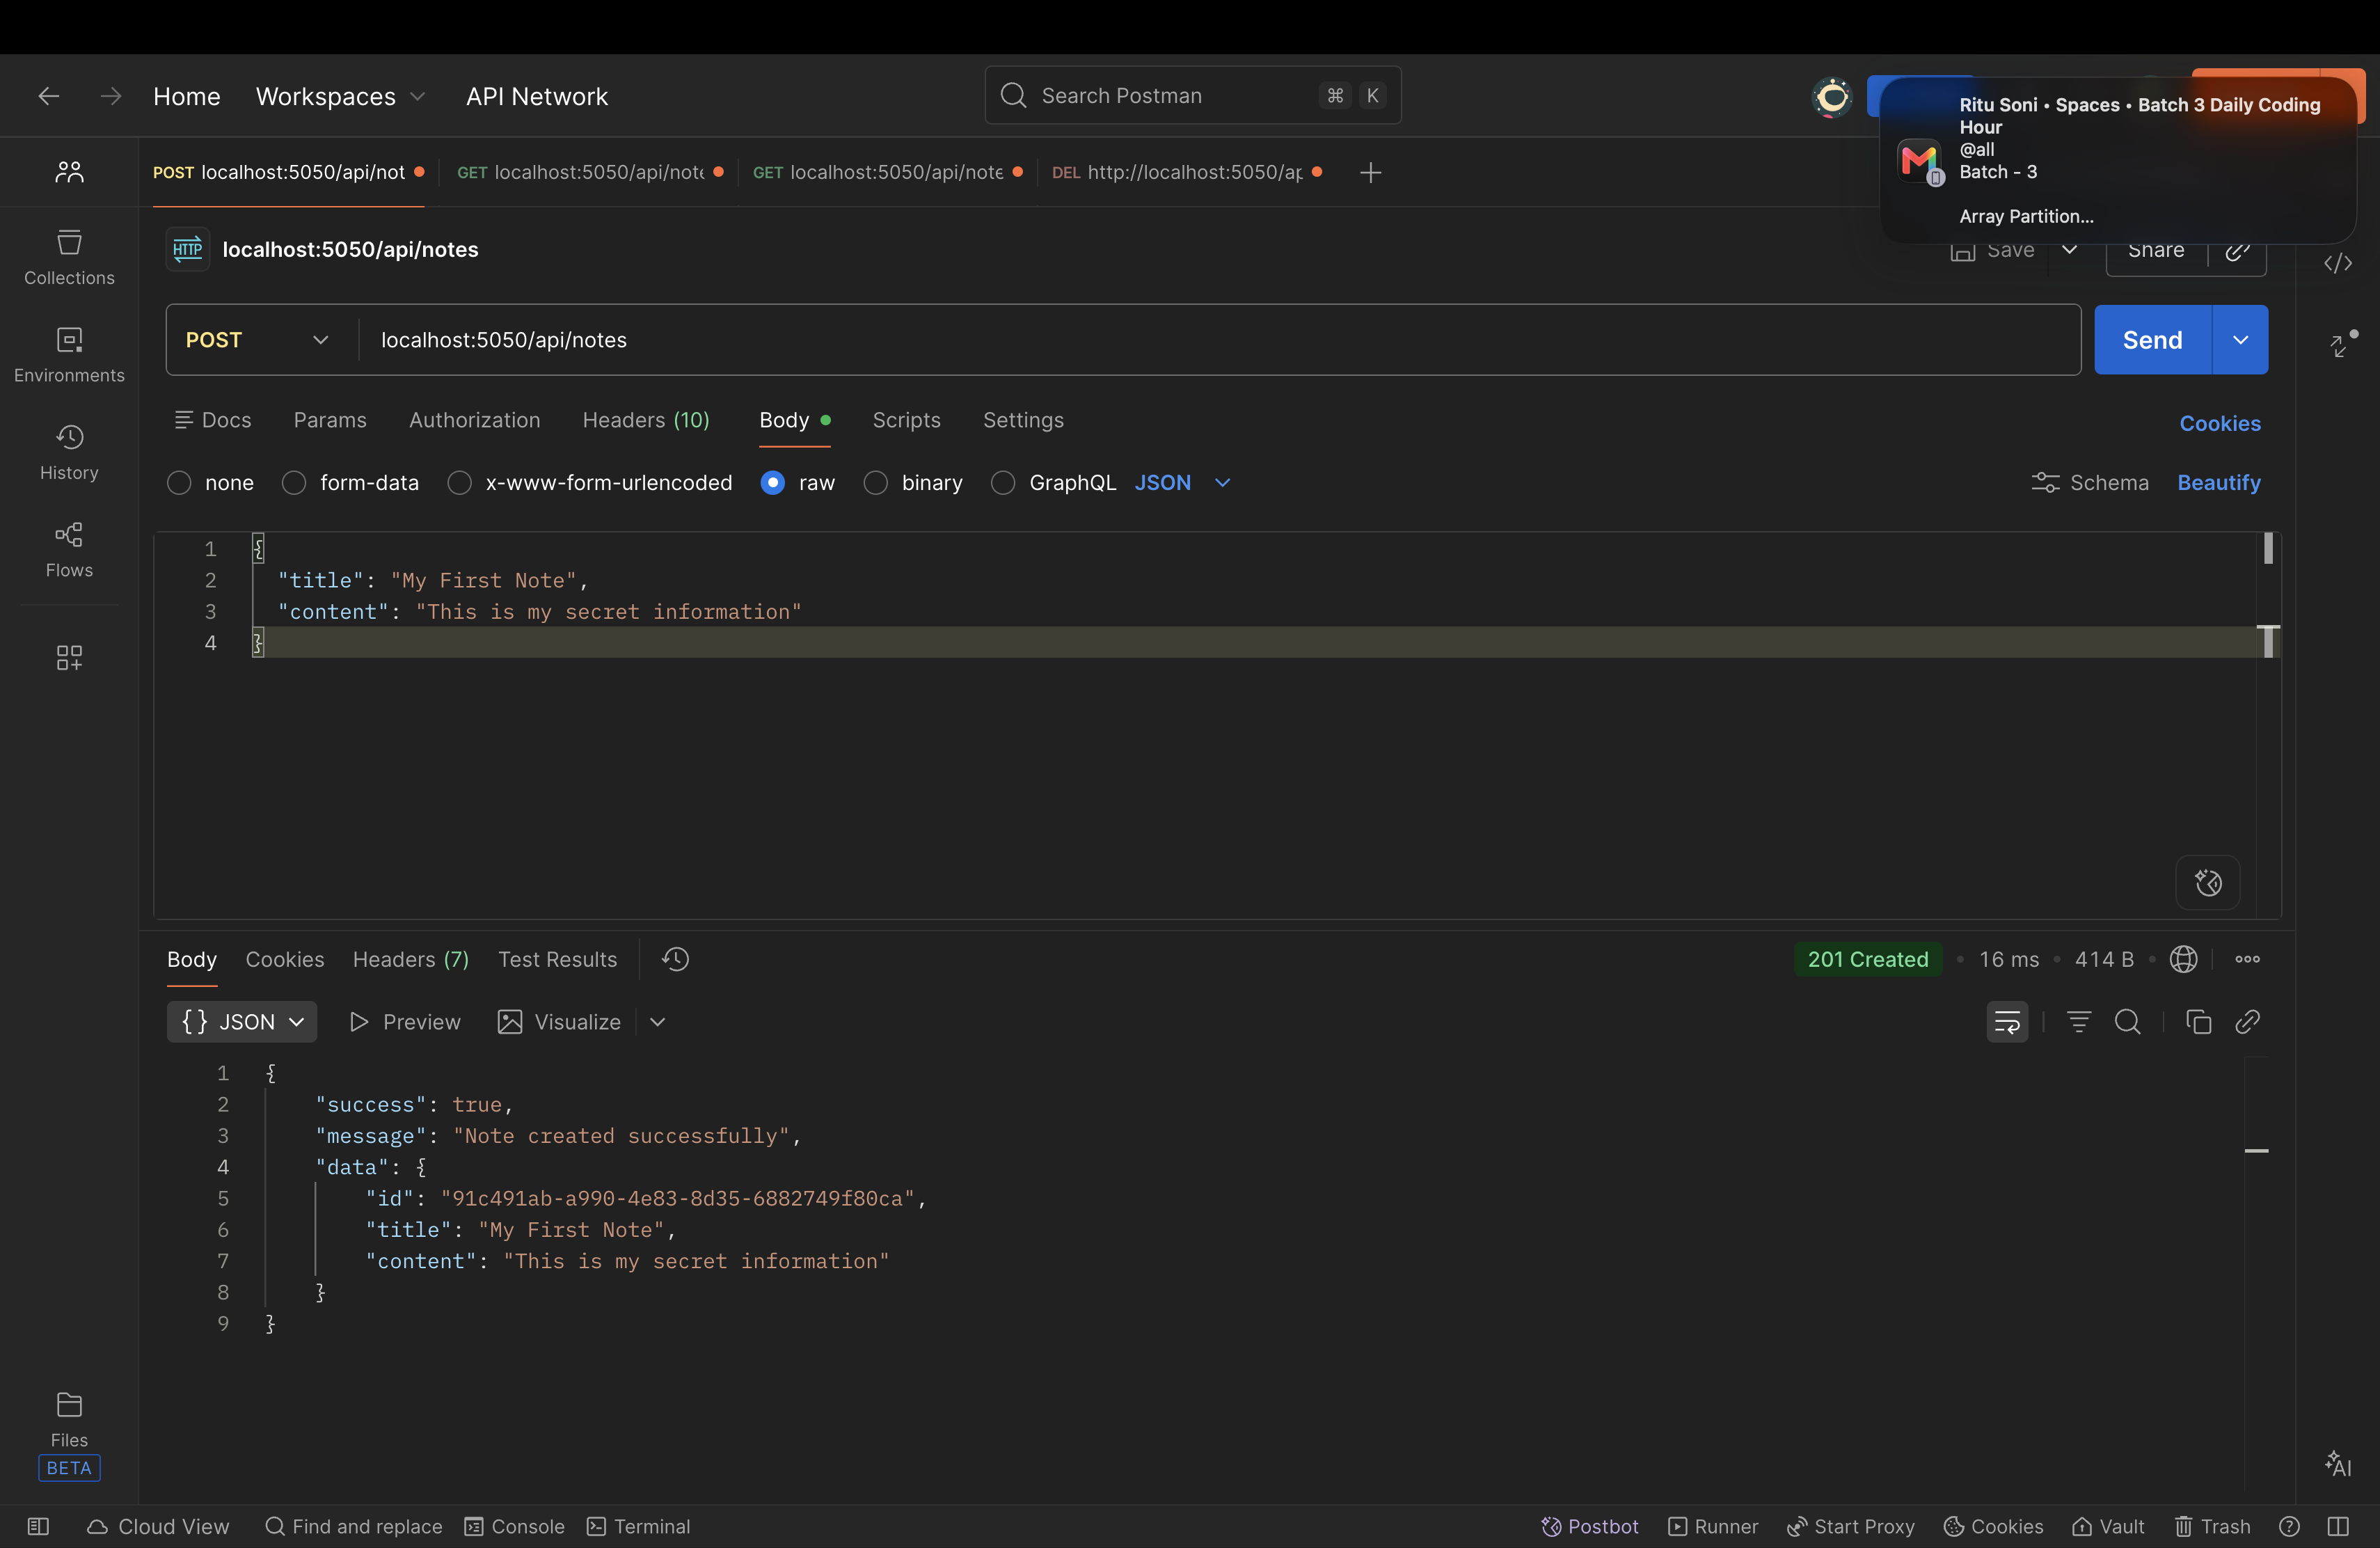 Home Workspaces API Network
Search Postman ⌘ K
Ritu Soni • Spaces • Batch 3 Daily Coding
Hour
@all
Batch - 3
Array Partition...
POST localhost:5050/api/not GET localhost:5050/api/note GET localhost:5050/api/note DEL http://localhost:5050/ap
HTTP localhost:5050/api/notes
Save Share
POST localhost:5050/api/notes Send
Docs Params Authorization Headers (10) Body Scripts Settings Cookies
none form-data x-www-form-urlencoded raw binary GraphQL JSON Schema Beautify
1 {
2 "title": "My First Note",
3 "content": "This is my secret information"
4 }
Collections
Environments
History
Flows
Body Cookies Headers (7) Test Results 201 Created • 16 ms • 414 B
{} JSON Preview Visualize
1 {
2 "success": true,
3 "message": "Note created successfully",
4 "data": {
5 "id": "91c491ab-a990-4e83-8d35-6882749f80ca",
6 "title": "My First Note",
7 "content": "This is my secret information"
8 }
9 }
Files
BETA
AI
Cloud View Find and replace Console Terminal Postbot Runner Start Proxy Cookies Vault Trash